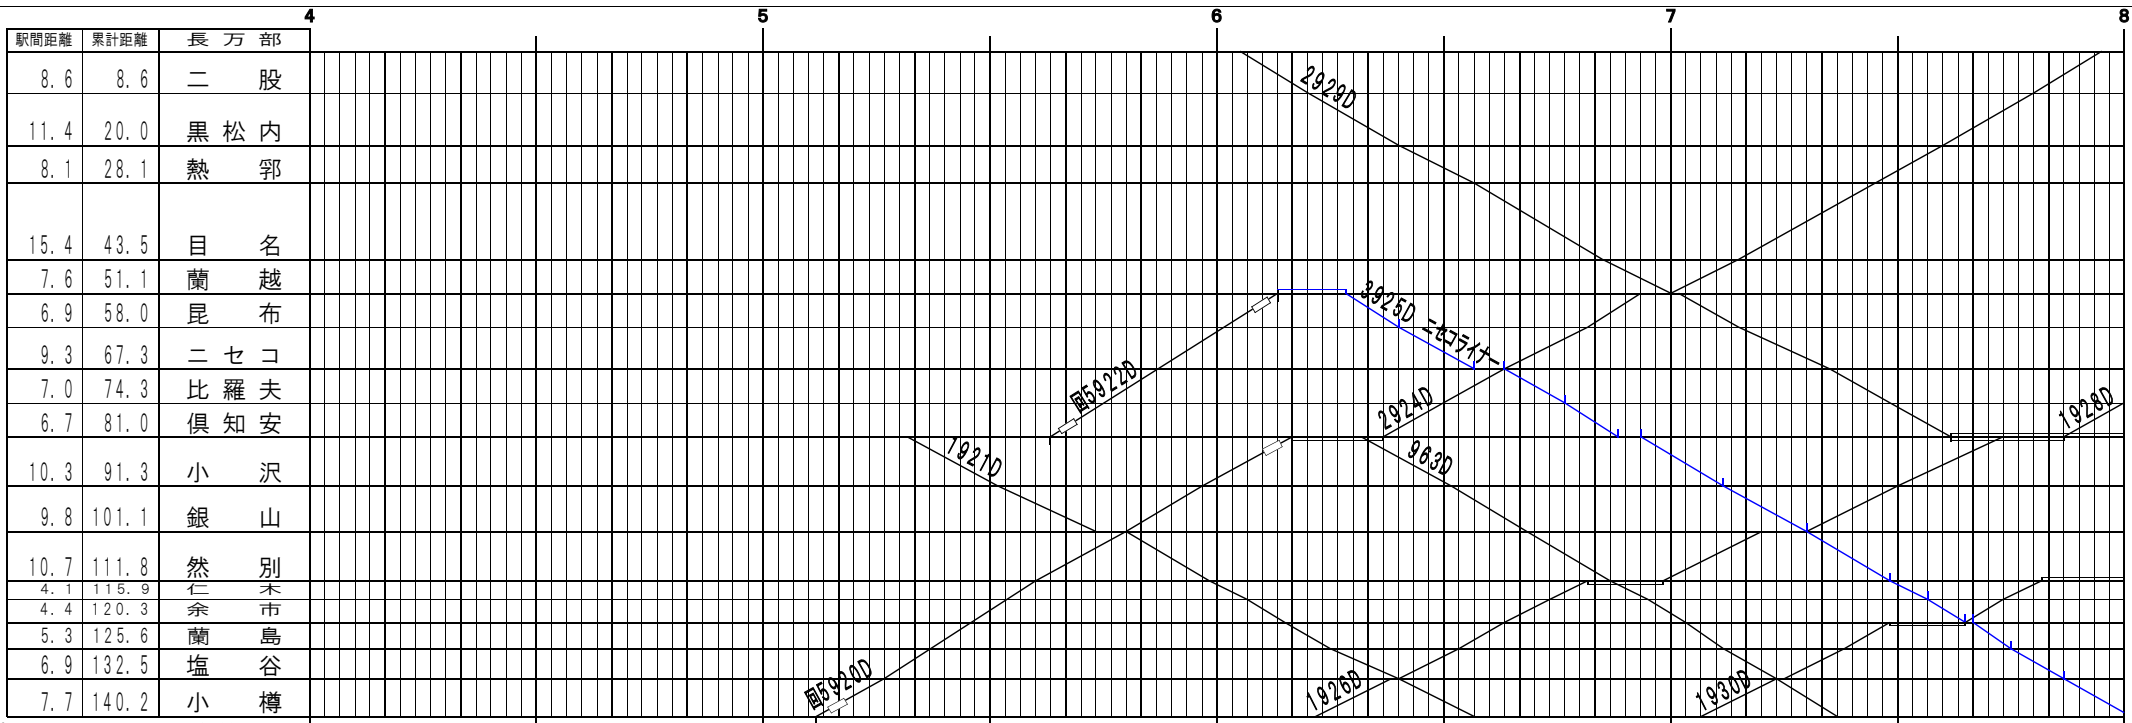 4 5 6 7 8
駅間距離 累計距離 長万部
8.6 8.6 二股
11.4 20.0 黒松内
8.1 28.1 熱郛
15.4 43.5 目名
7.6 51.1 蘭越
6.9 58.0 昆布
9.3 67.3 ニセコ
7.0 74.3 比羅夫
6.7 81.0 倶知安
10.3 91.3 小沢
9.8 101.1 銀山
10.7 111.8 然別
4.1 115.9 仁木
4.4 120.3 余市
5.3 125.6 蘭島
6.9 132.5 塩谷
7.7 140.2 小樽
2929D
3925D ニセコライナー
回5922D
2924D
1928D
1921D
963D
回5920D
1926D
1930D